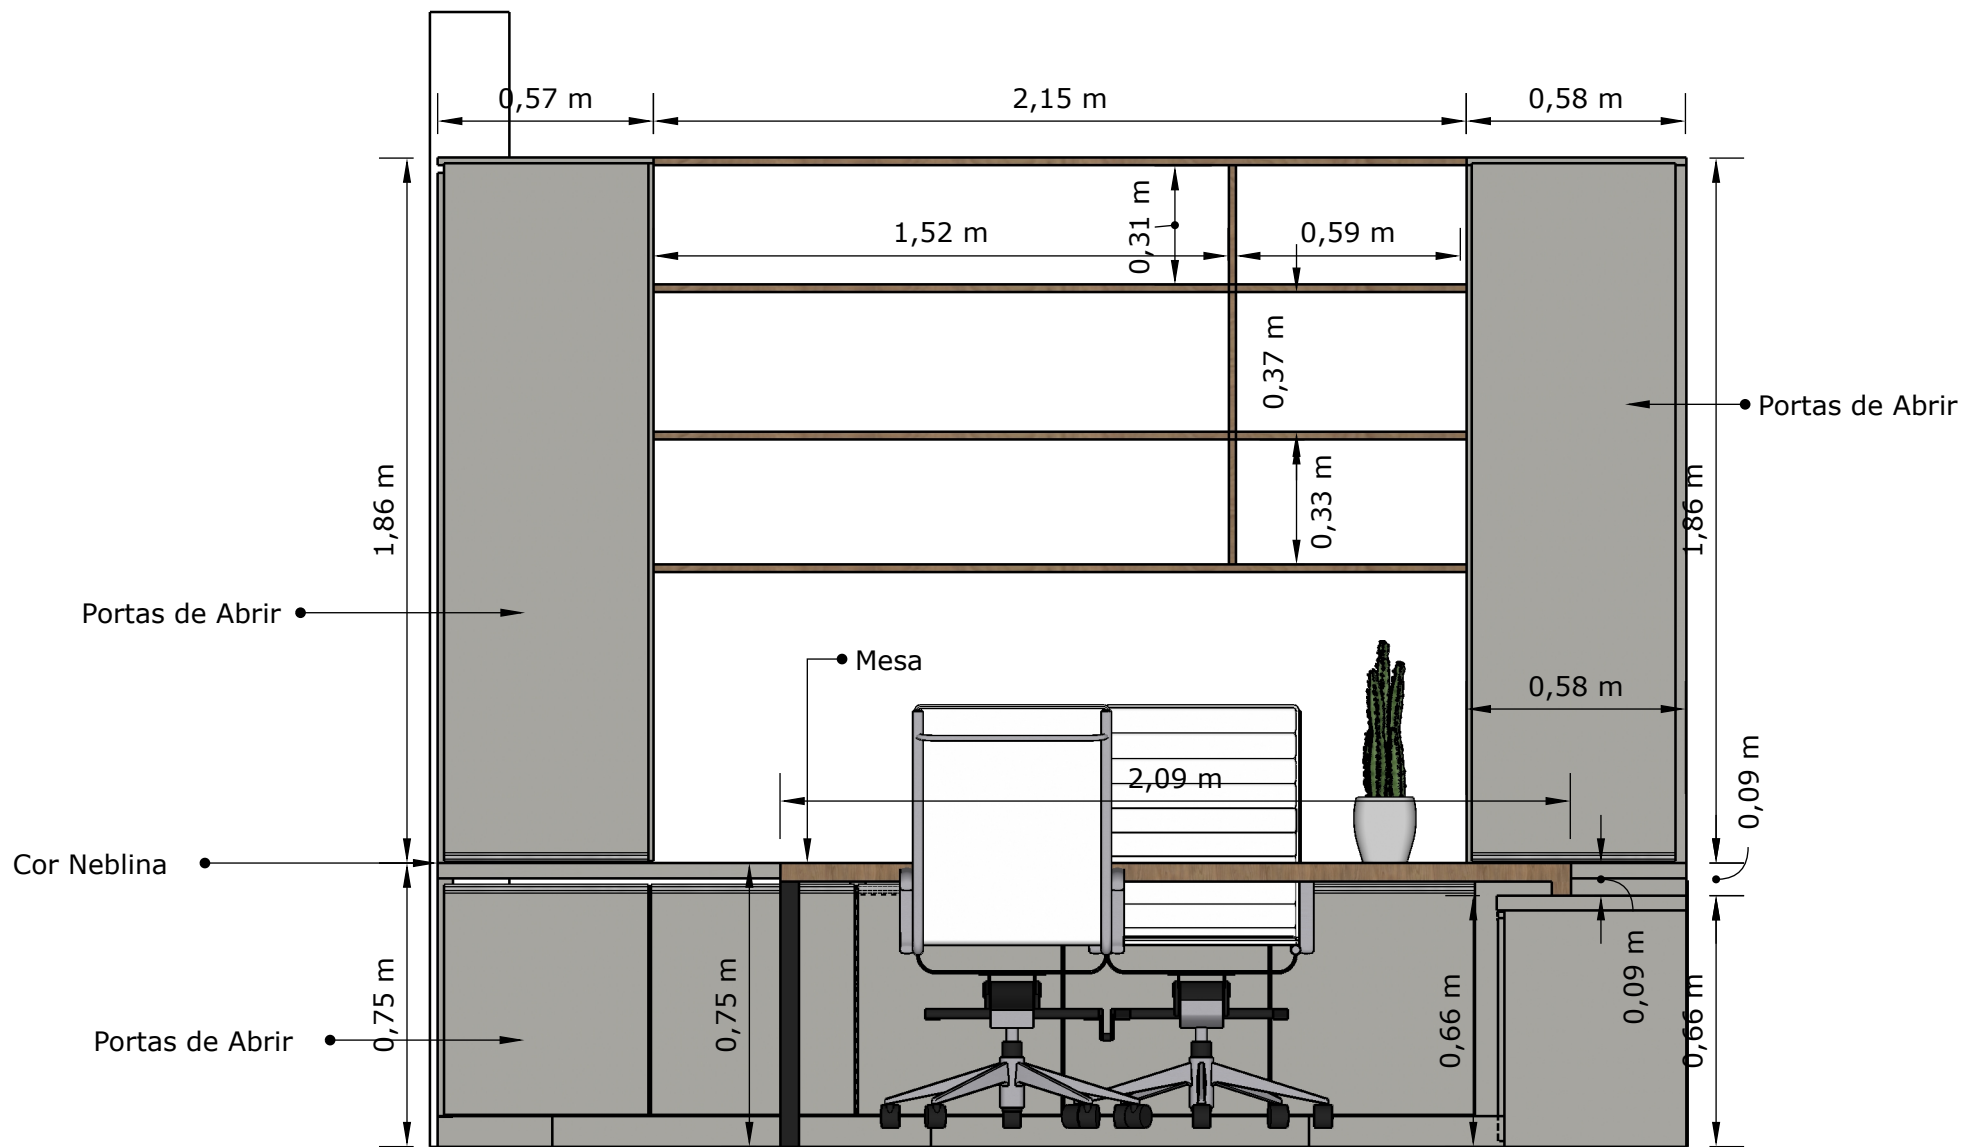 0,57 m
2,15 m
0,58 m
0,31 m
1,52 m
0,59 m
0,37 m
Portas de Abrir
0,33 m
1,86 m
1,86 m
Portas de Abrir
Mesa
0,58 m
2,09 m
0,09 m
Cor Neblina
0,09 m
0,75 m
0,75 m
0,66 m
0,66 m
Portas de Abrir